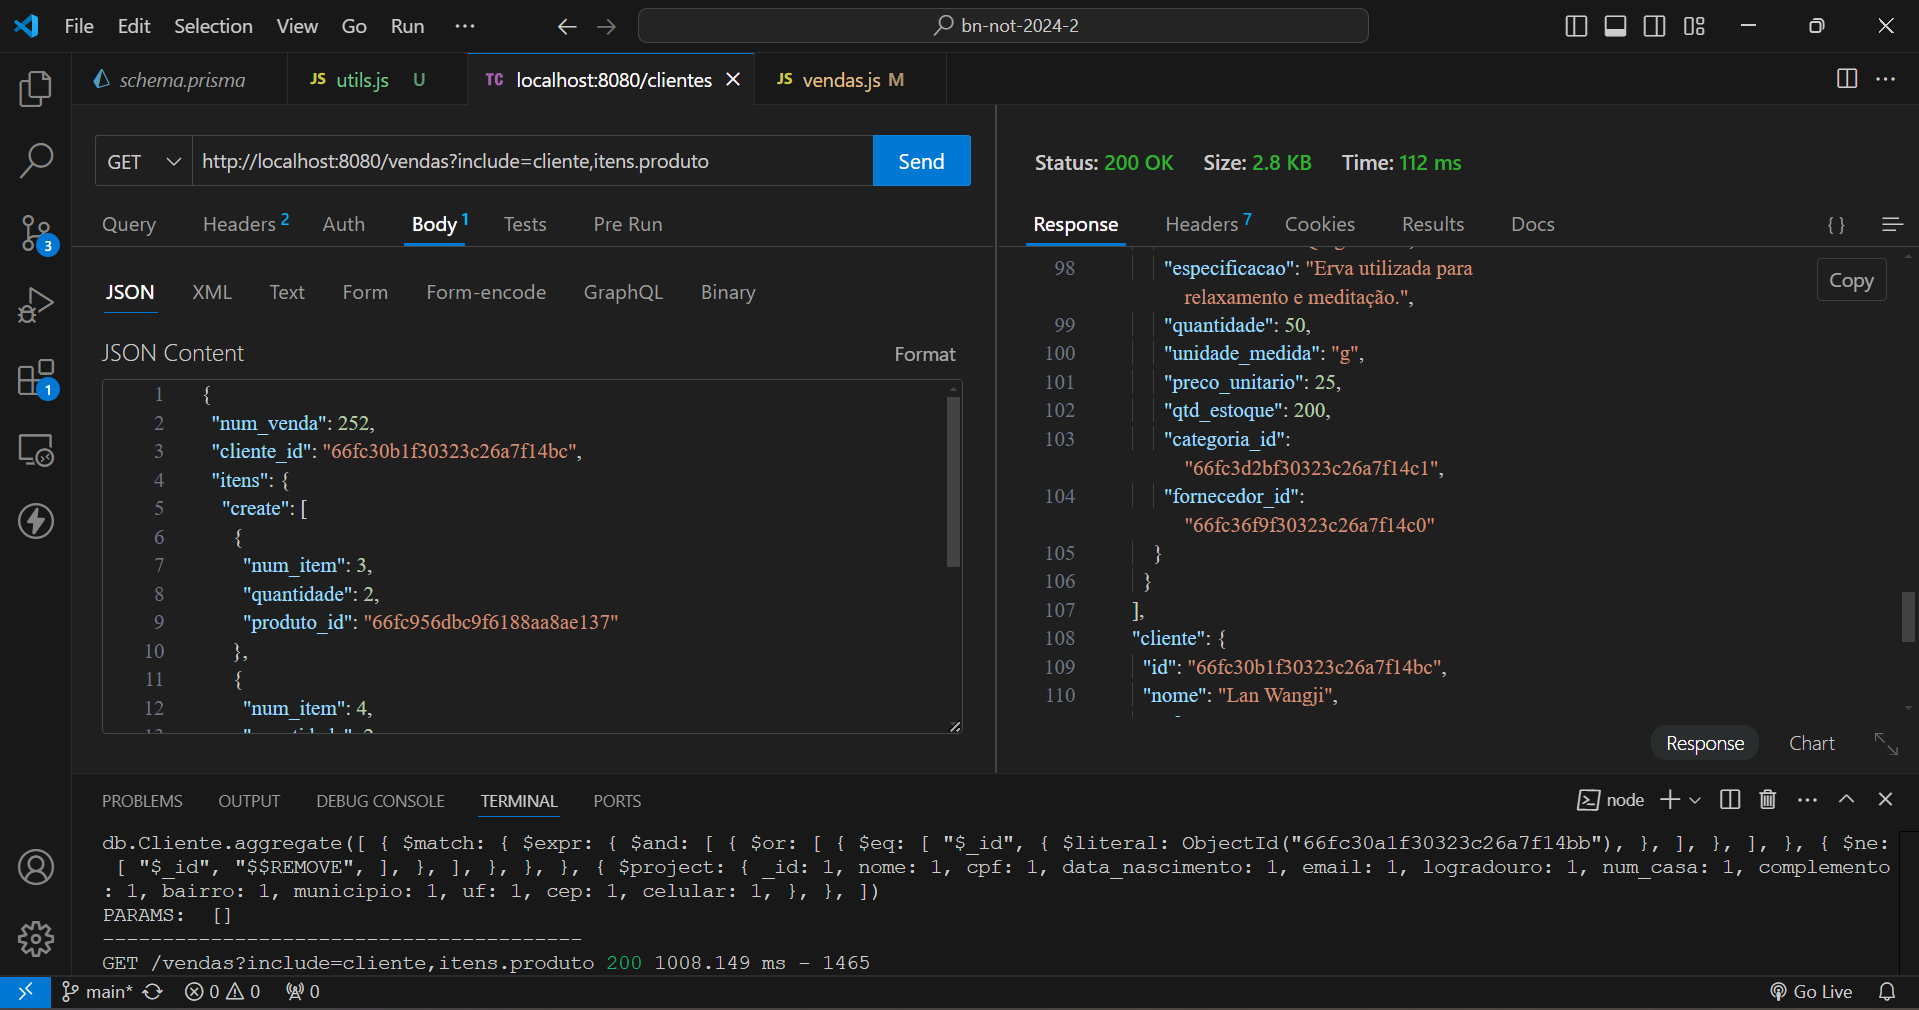 File Edit Selection View Go Run ··· bn-not-2024-2
schema.prisma JS utils.js U TC localhost:8080/clientes JS vendas.js M
GET http://localhost:8080/vendas?include=cliente,itens.produto Send
Query Headers 2 Auth Body 1 Tests Pre Run
JSON XML Text Form Form-encode GraphQL Binary
JSON Content Format
1 {
2 "num_venda": 252,
3 "cliente_id": "66fc30b1f30323c26a7f14bc",
4 "itens": {
5 "create": [
6 {
7 "num_item": 3,
8 "quantidade": 2,
9 "produto_id": "66fc956dbc9f6188aa8ae137"
10 },
11 {
12 "num_item": 4,
Status: 200 OK Size: 2.8 KB Time: 112 ms
Response Headers 7 Cookies Results Docs { }
Copy
98 "especificacao": "Erva utilizada para
relaxamento e meditação.",
99 "quantidade": 50,
100 "unidade_medida": "g",
101 "preco_unitario": 25,
102 "qtd_estoque": 200,
103 "categoria_id":
"66fc3d2bf30323c26a7f14c1",
104 "fornecedor_id":
"66fc36f9f30323c26a7f14c0"
105 }
106 }
107 ],
108 "cliente": {
109 "id": "66fc30b1f30323c26a7f14bc",
110 "nome": "Lan Wangji",
Response Chart
3
1
PROBLEMS OUTPUT DEBUG CONSOLE TERMINAL PORTS node
db.Cliente.aggregate([ { $match: { $expr: { $and: [ { $or: [ { $eq: [ "$_id", { $literal: ObjectId("66fc30a1f30323c26a7f14bb"), }, ], }, ], }, { $ne:
[ "$_id", "$$REMOVE", ], }, ], }, }, }, { $project: { _id: 1, nome: 1, cpf: 1, data_nascimento: 1, email: 1, logradouro: 1, num_casa: 1, complemento
: 1, bairro: 1, municipio: 1, uf: 1, cep: 1, celular: 1, }, }, ])
PARAMS: []
----------------------------------------
GET /vendas?include=cliente,itens.produto 200 1008.149 ms - 1465
main* 0 0 0 Go Live